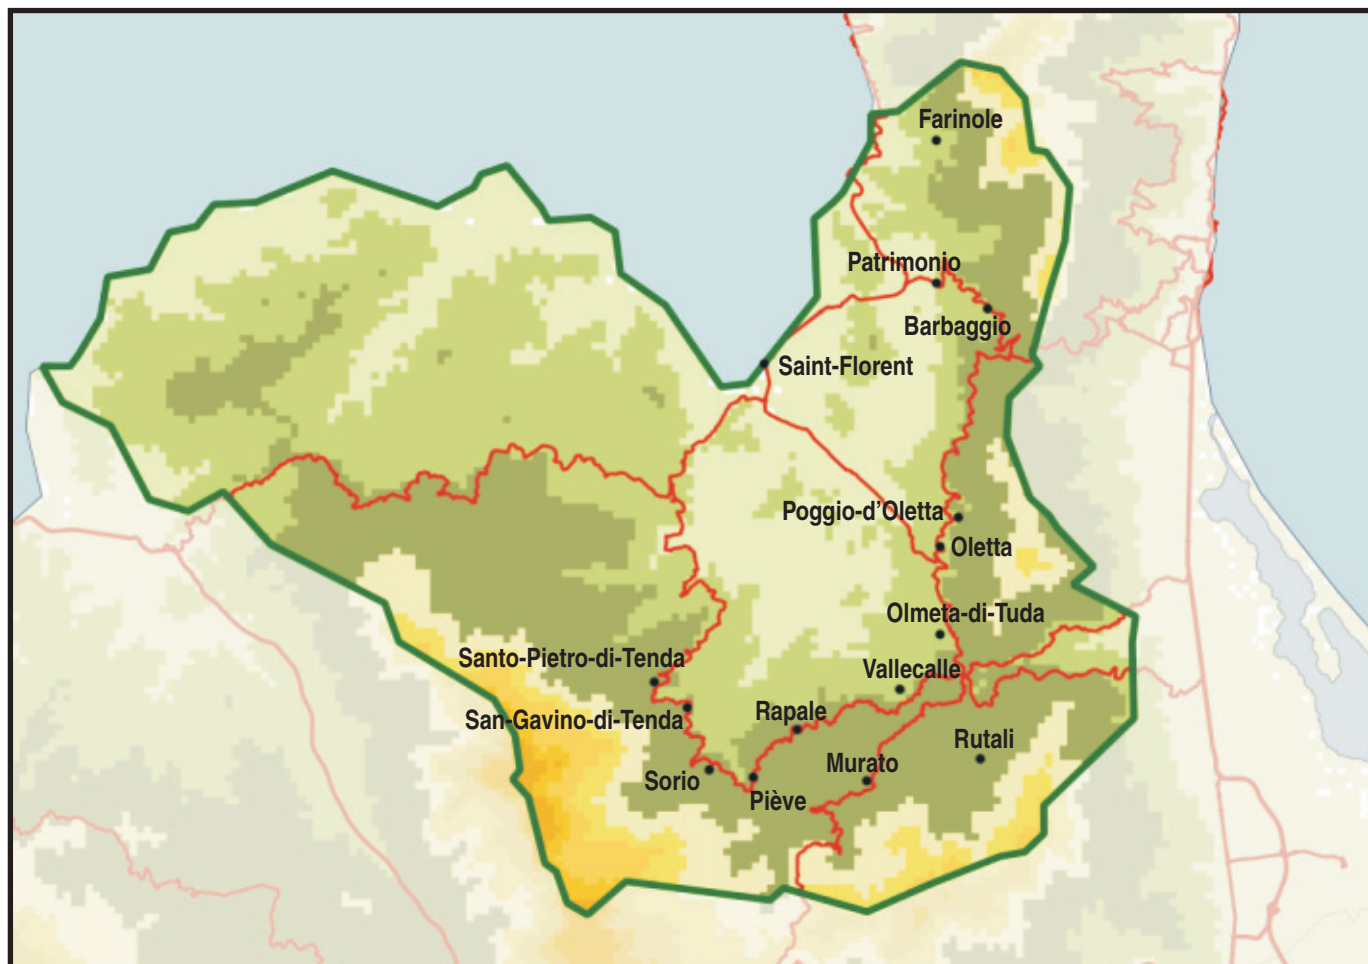 Farinole
Patrimonio
Barbaggio
Saint-Florent
Poggio-d'Oletta
Oletta
Olmeta-di-Tuda
Santo-Pietro-di-Tenda
Vallecalle
San-Gavino-di-Tenda
Rapale
Rutali
Murato
Sorio
Piève